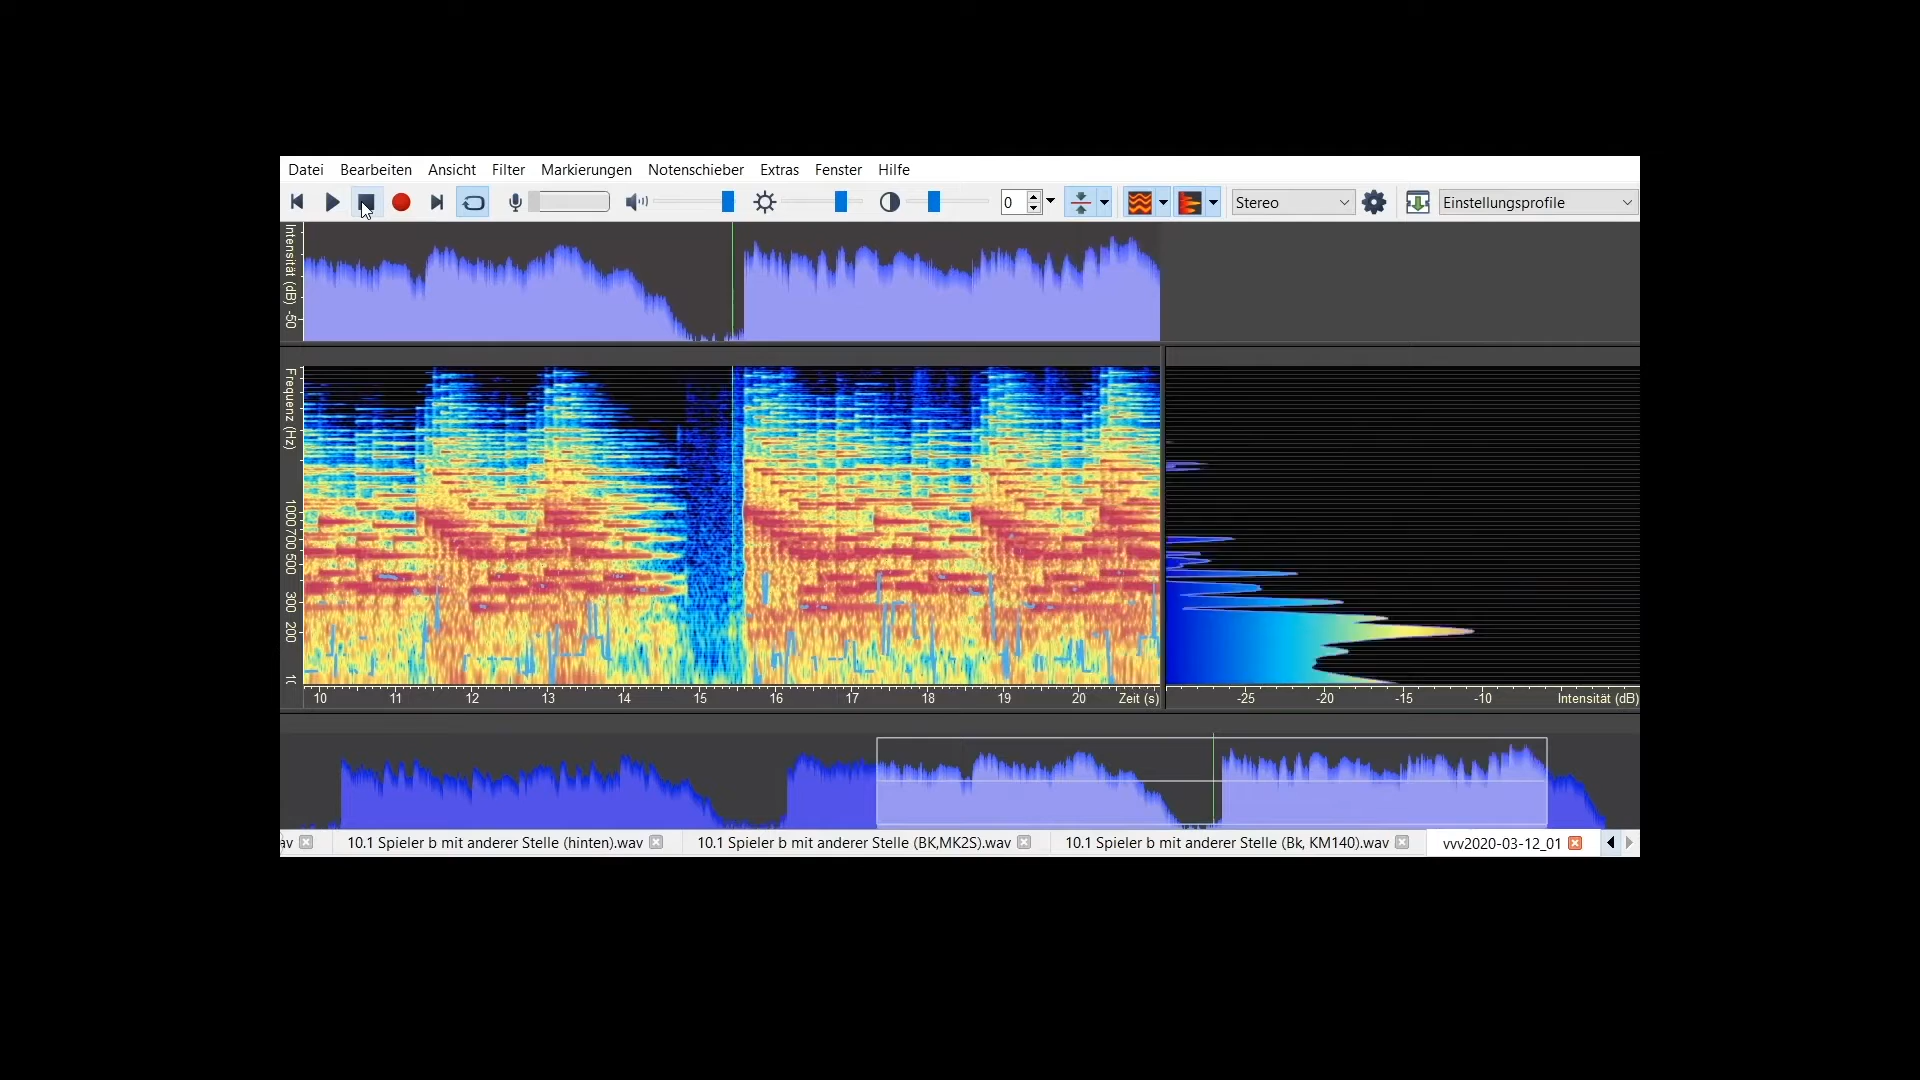 Datei Bearbeiten Ansicht Filter Markierungen Notenschieber Extras Fenster Hilfe
0 Stereo Einstellungsprofile
Intensität (dB)
-50
Frequenz (Hz)
1000 700 500 300 200
10 11 12 13 14 15 16 17 18 19 20 Zeit (s)
-25 -20 -15 -10 Intensität (dB)
av 10.1 Spieler b mit anderer Stelle (hinten).wav 10.1 Spieler b mit anderer Stelle (BK,MK2S).wav 10.1 Spieler b mit anderer Stelle (Bk, KM140).wav vvv2020-03-12_01